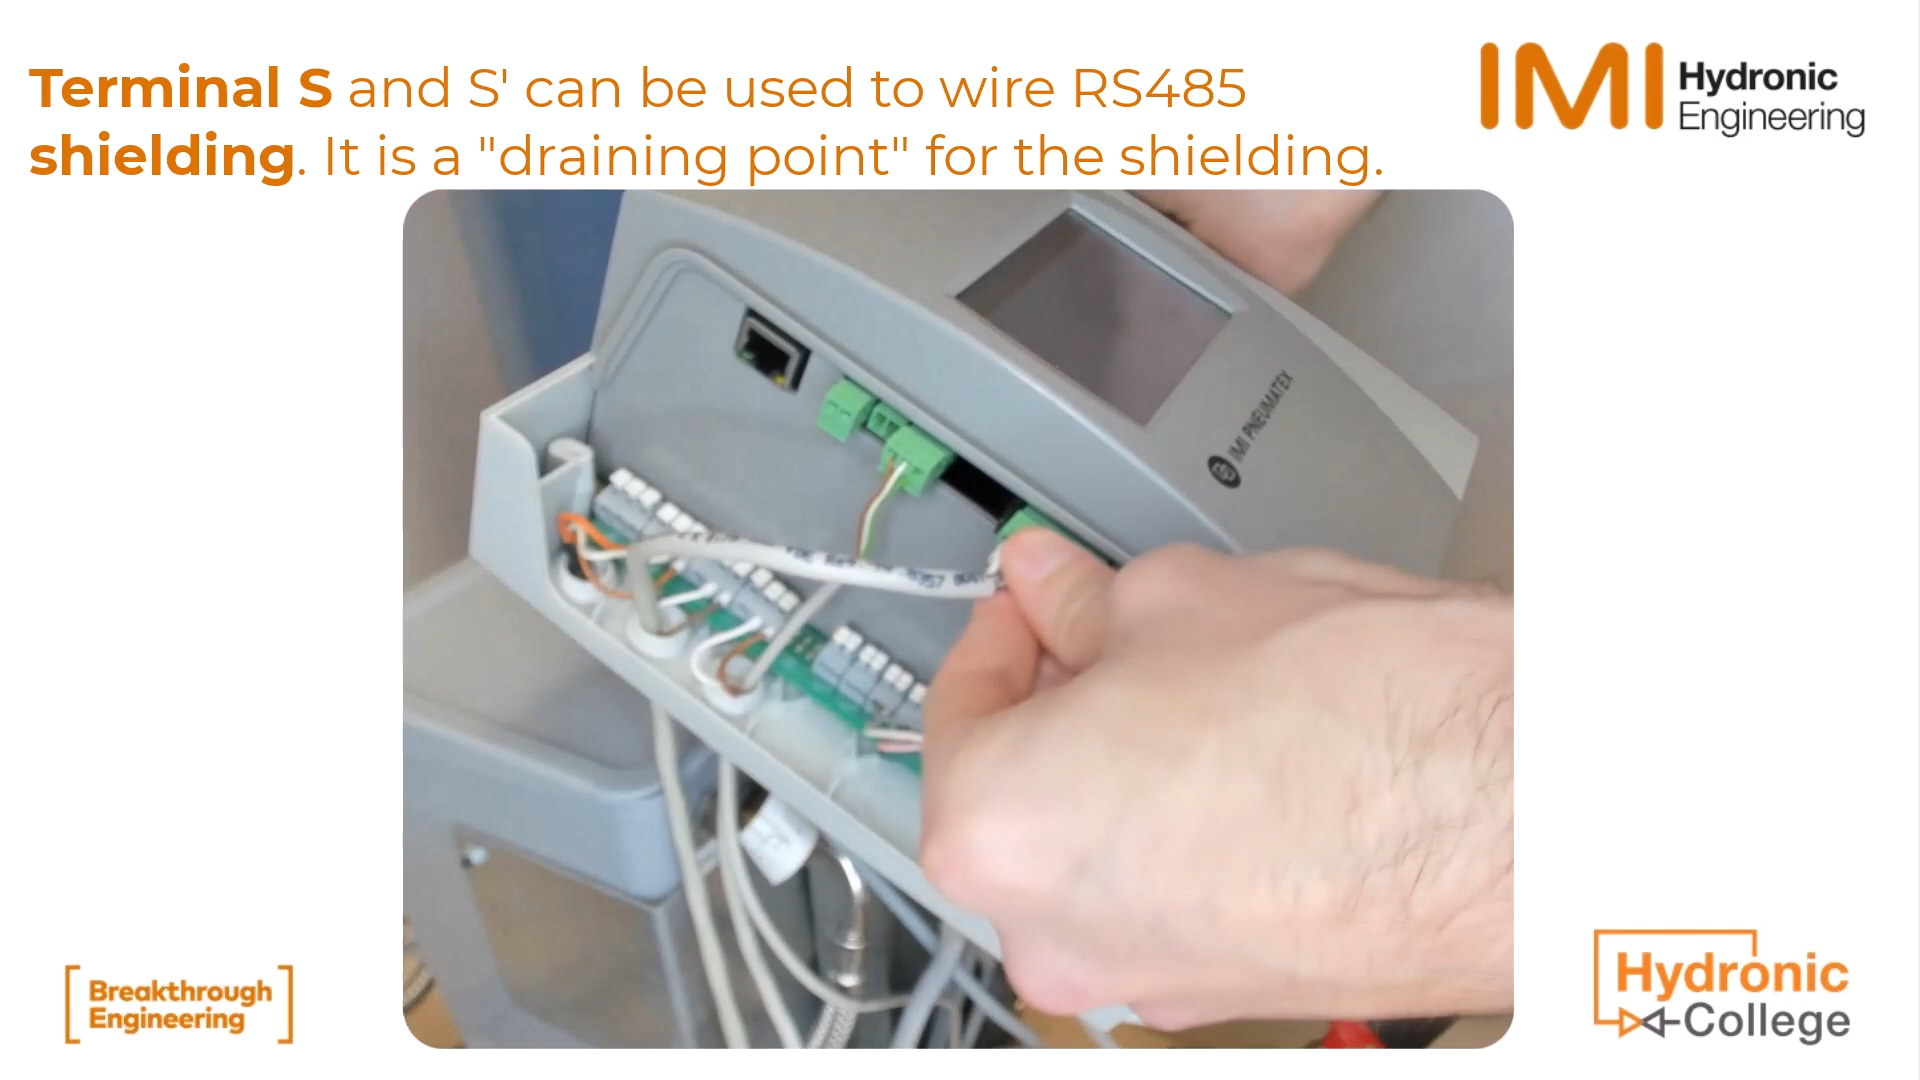 Terminal S and S' can be used to wire RS485
shielding. It is a "draining point" for the shielding.
IMI Hydronic
Engineering
IMI PNEUMATEX
Breakthrough
Engineering
Hydronic
College